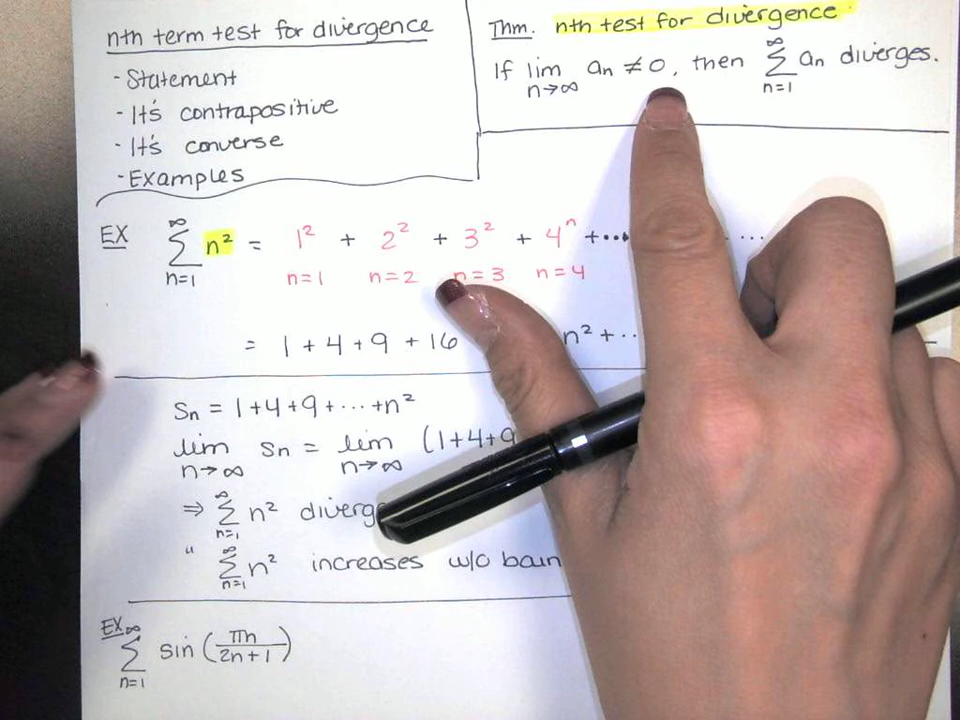 nth term test for divergence
- Statement
- It's contrapositive
- It's converse
- Examples
Thm. nth test for divergence
If lim n→∞ an ≠ 0, then ∞ Σ n=1 an diverges.
EX ∞ Σ n=1 n² = 1² + 2² + 3² + 4ⁿ + ... ...
n=1 n=2 n=3 n=4
= 1 + 4 + 9 + 16 n² + ..
Sn = 1+4+9+ ... +n²
lim n→∞ Sn = lim n→∞ (1+4+9
⇒ ∞ Σ n=1 n²
" ∞ Σ n=1 n² increases w/o
EX ∞ Σ n=1 sin (πn / 2n+1)